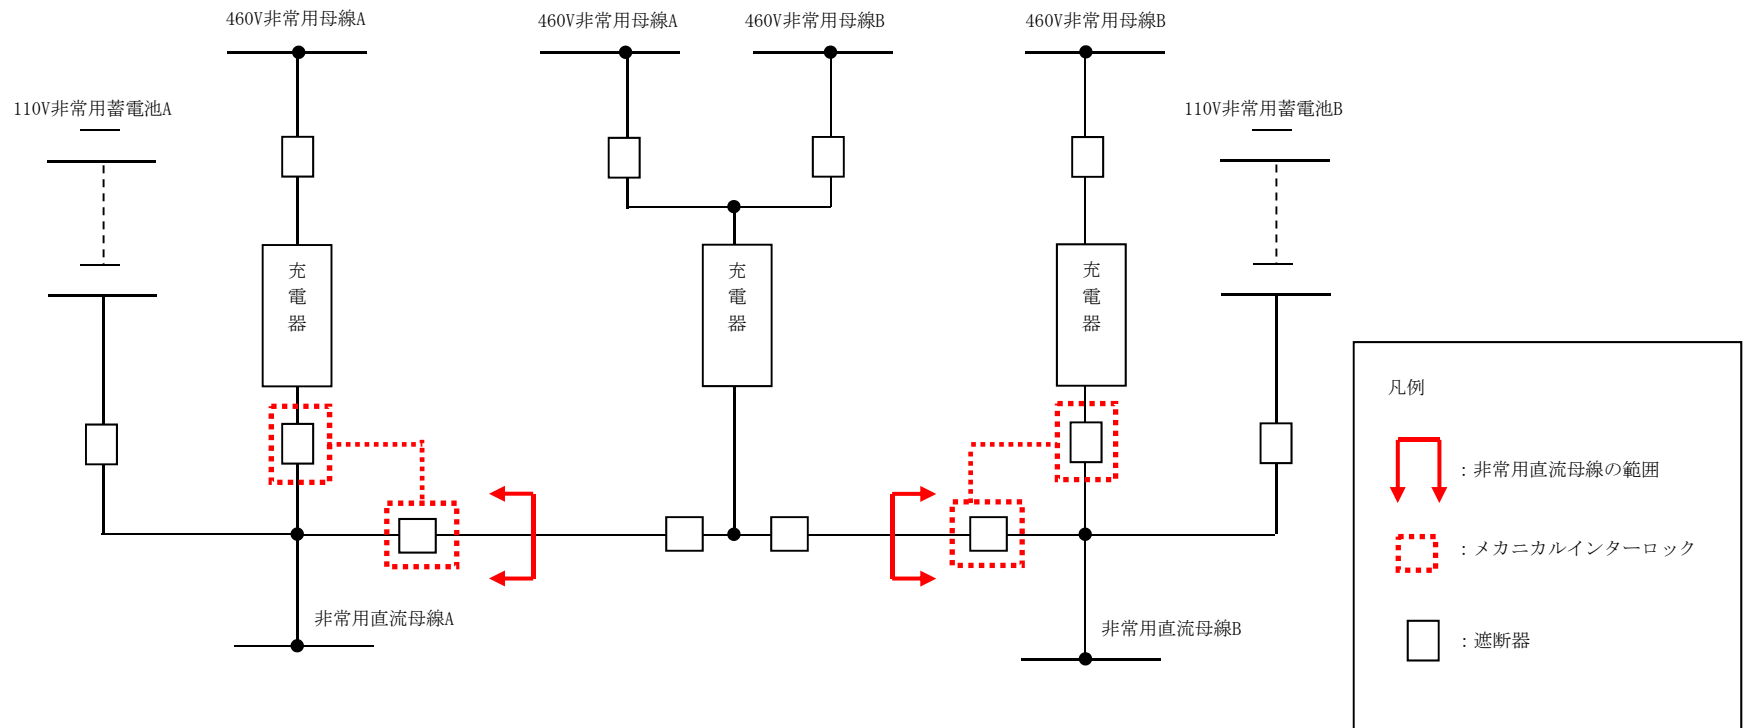 460V非常用母線A
460V非常用母線A
460V非常用母線B
460V非常用母線B
110V非常用蓄電池A
110V非常用蓄電池B
充電器
充電器
充電器
凡例
：非常用直流母線の範囲
：メカニカルインターロック
：遮断器
非常用直流母線A
非常用直流母線B